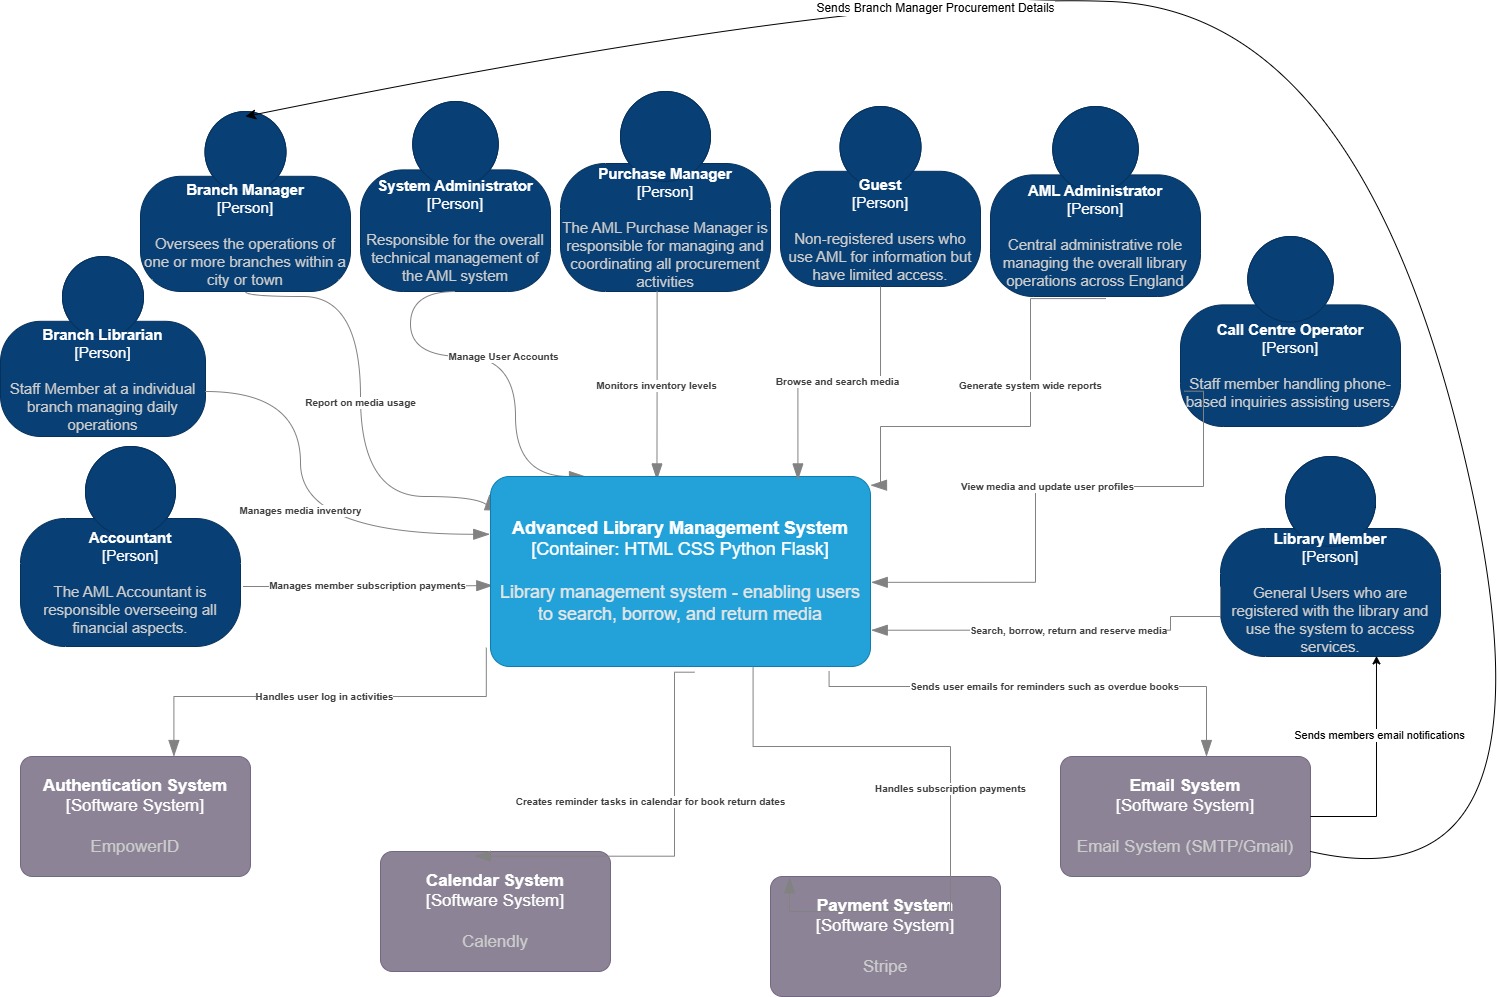 Sends Branch Manager Procurement Details
Branch Manager
[Person]
Oversees the operations of
one or more branches within a
city or town
System Administrator
[Person]
Responsible for the overall
technical management of
the AML system
Purchase Manager
[Person]
The AML Purchase Manager is
responsible for managing and
coordinating all procurement
activities
Guest
[Person]
Non-registered users who
use AML for information but
have limited access.
AML Administrator
[Person]
Central administrative role
managing the overall library
operations across England
Call Centre Operator
[Person]
Staff member handling phone-
based inquiries assisting users.
Branch Librarian
[Person]
Staff Member at a individual
branch managing daily
operations
Manage User Accounts
Monitors inventory levels
Browse and search media
Generate system wide reports
Report on media usage
Accountant
[Person]
The AML Accountant is
responsible overseeing all
financial aspects.
Manages media inventory
View media and update user profiles
Library Member
[Person]
General Users who are
registered with the library and
use the system to access
services.
Advanced Library Management System
[Container: HTML CSS Python Flask]
Library management system - enabling users
to search, borrow, and return media
Manages member subscription payments
Search, borrow, return and reserve media
Handles user log in activities
Sends user emails for reminders such as overdue books
Sends members email notifications
Authentication System
[Software System]
EmpowerID
Creates reminder tasks in calendar for book return dates
Handles subscription payments
Email System
[Software System]
Email System (SMTP/Gmail)
Calendar System
[Software System]
Calendly
Payment System
[Software System]
Stripe